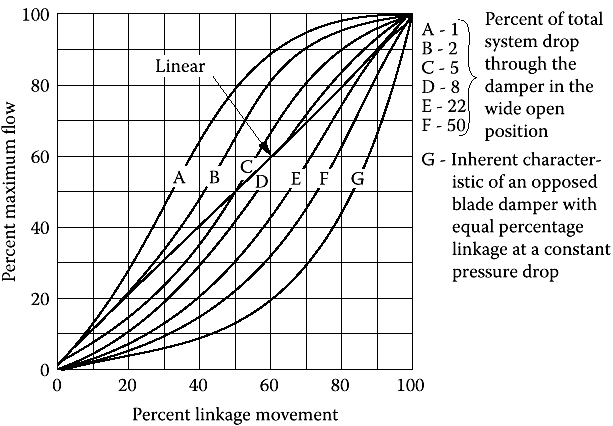 100
80
60
40
20
0
Percent maximum flow
Linear
A
B
C
D
E
F
G
0
20
40
60
80
100
Percent linkage movement
A - 1
B - 2
C - 5
D - 8
E - 22
F - 50
Percent of total
system drop
through the
damper in the
wide open
position
G - Inherent character-
istic of an opposed
blade damper with
equal percentage
linkage at a constant
pressure drop